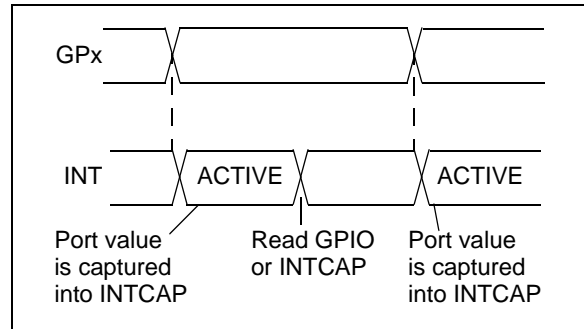 GPx
INT
ACTIVE
ACTIVE
Port value
is captured
into INTCAP
Read GPIO
or INTCAP
Port value
is captured
into INTCAP